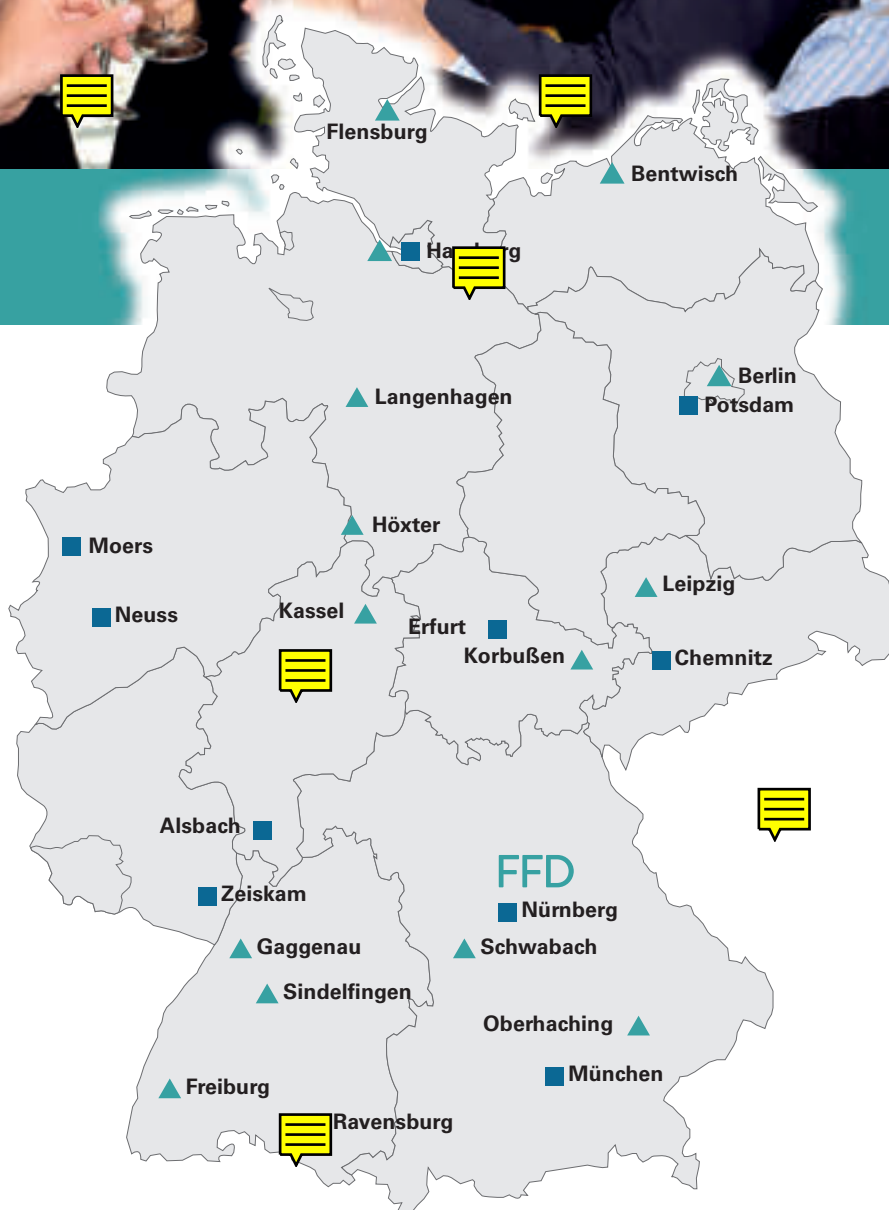 Flensburg
Bentwisch
Berlin
Langenhagen
Potsdam
Höxter
Moers
Leipzig
Kassel
Neuss
Erfurt
Korbußen
Chemnitz
Alsbach
FFD
Zeiskam
Nürnberg
Gaggenau
Schwabach
Sindelfingen
Oberhaching
München
Freiburg
Ravensburg